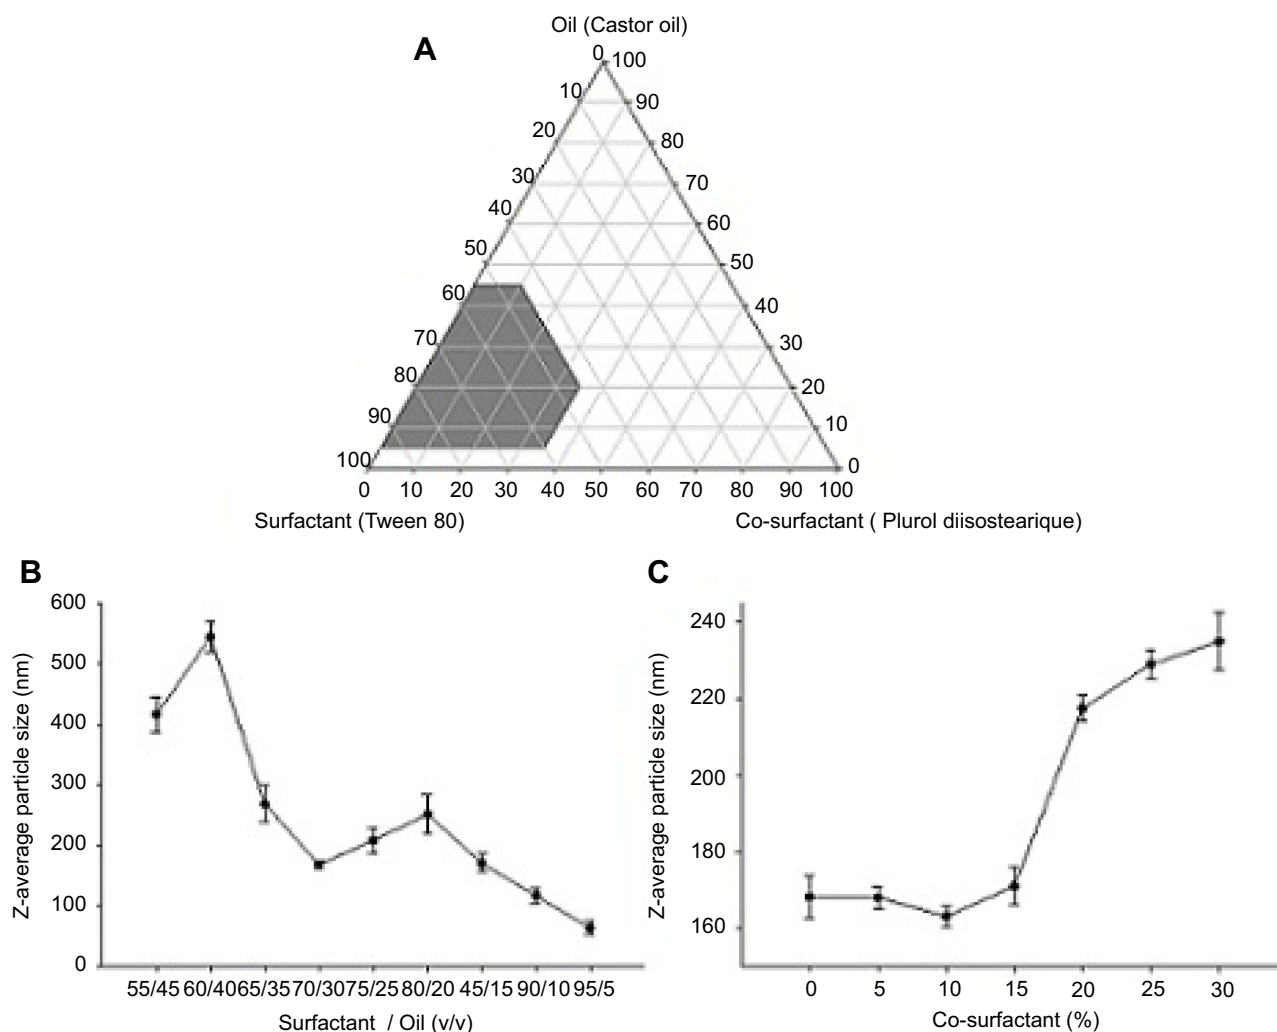 Oil (Castor oil)
A
0 100
10 90
20 80
30 70
40 60
50 50
60 40
70 30
80 20
90 10
100 0
0 10 20 30 40 50 60 70 80 90 100
Surfactant (Tween 80) Co-surfactant ( Plurol diisostearique)
B
Z-average particle size (nm)
600
500
400
300
200
100
0
55/45 60/40 65/35 70/30 75/25 80/20 45/15 90/10 95/5
Surfactant / Oil (v/v)
C
Z-average particle size (nm)
240
220
200
180
160
0 5 10 15 20 25 30
Co-surfactant (%)